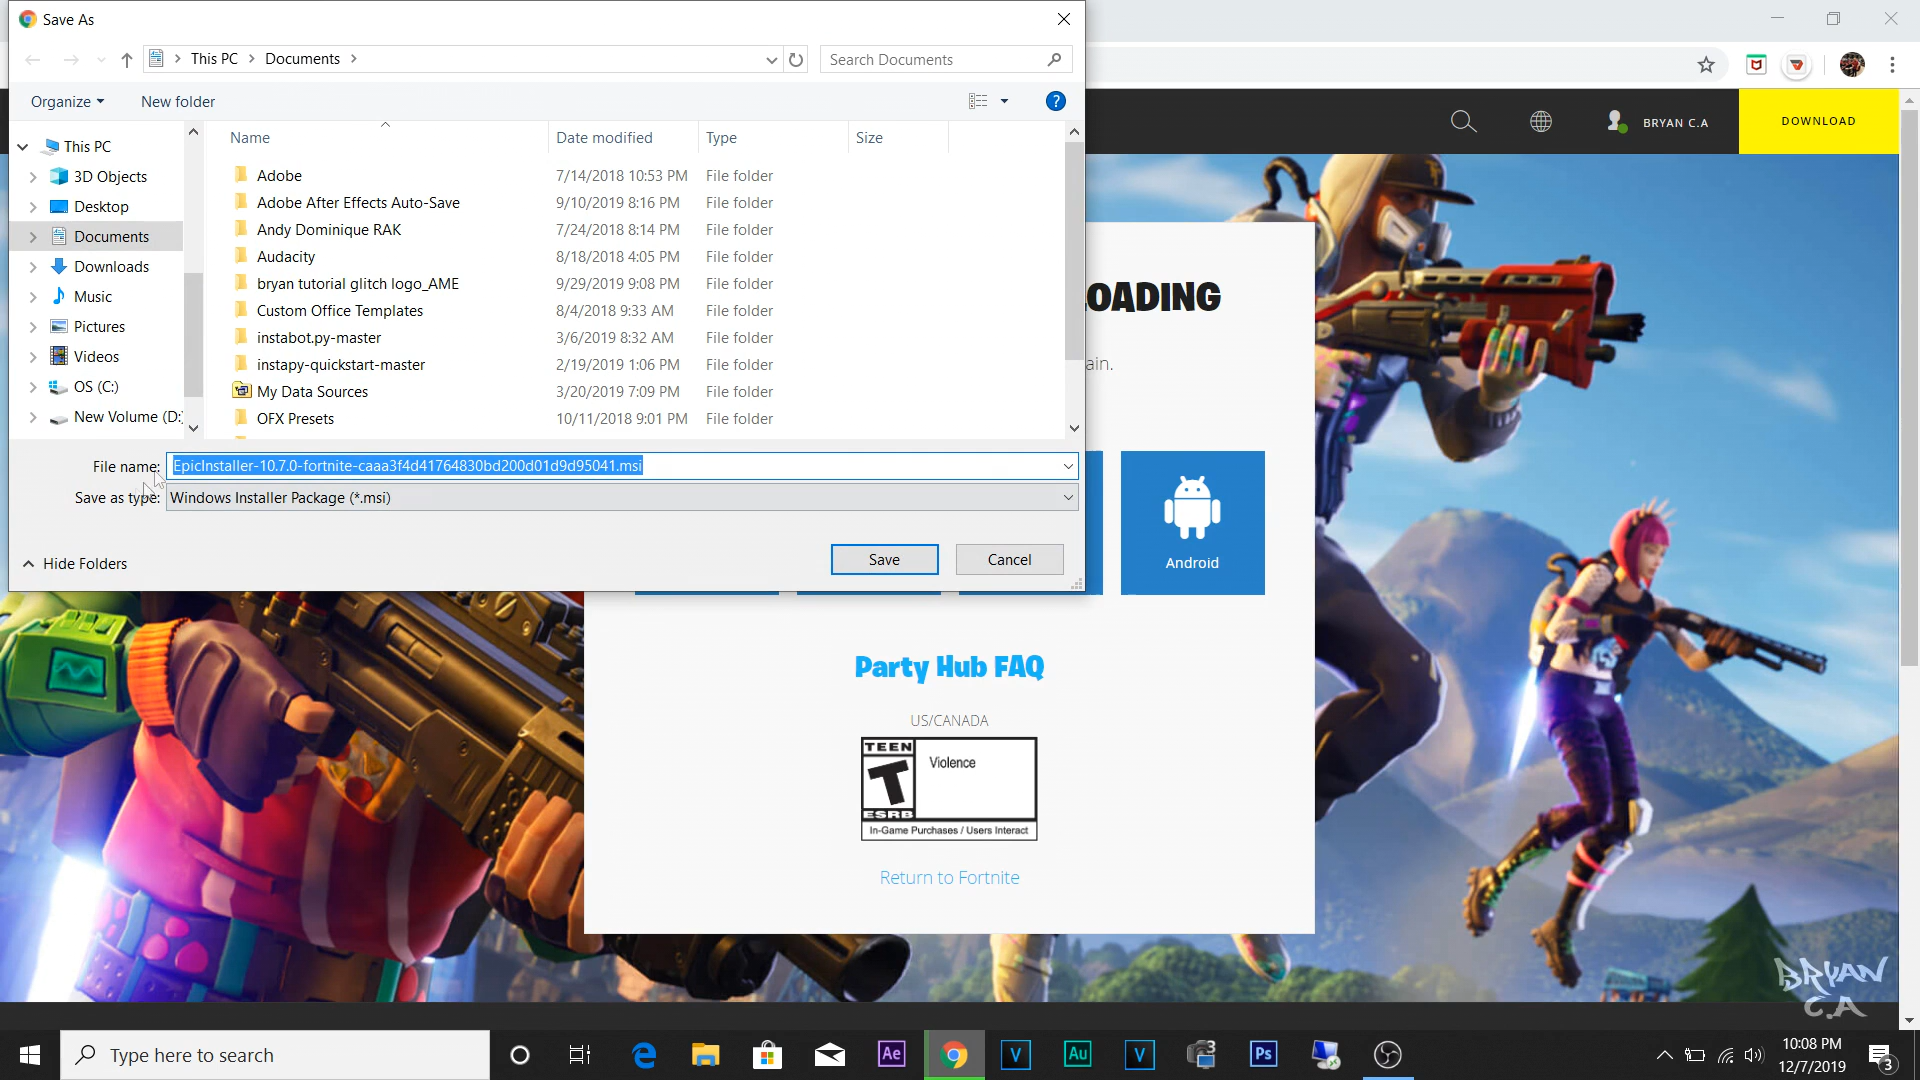 Save As
This PC
Documents
Search Documents
Organize
New folder
?
Name
Date modified
Type
Size
This PC
3D Objects
Desktop
Documents
Downloads
Music
Pictures
Videos
OS (C:)
New Volume (D:
Adobe 7/14/2018 10:53 PM File folder
Adobe After Effects Auto-Save 9/10/2019 8:16 PM File folder
Andy Dominique RAK 7/24/2018 8:14 PM File folder
Audacity 8/18/2018 4:05 PM File folder
bryan tutorial glitch logo_AME 9/29/2019 9:08 PM File folder
Custom Office Templates 8/4/2018 9:33 AM File folder
instabot.py-master 3/6/2019 8:32 AM File folder
instapy-quickstart-master 2/19/2019 1:06 PM File folder
My Data Sources 3/20/2019 7:09 PM File folder
OFX Presets 10/11/2018 9:01 PM File folder
File name: EpicInstaller-10.7.0-fortnite-caaa3f4d41764830bd200d01d9d95041.msi
Save as type: Windows Installer Package (*.msi)
Hide Folders
Save
Cancel
BRYAN C.A
DOWNLOAD
OADING
ain.
Android
Party Hub FAQ
US/CANADA
TEEN
T
ESRB
Violence
In-Game Purchases / Users Interact
Return to Fortnite
BRYAN
C.A
Type here to search
Ae
V
Au
V
3
Ps
10:08 PM
12/7/2019
3